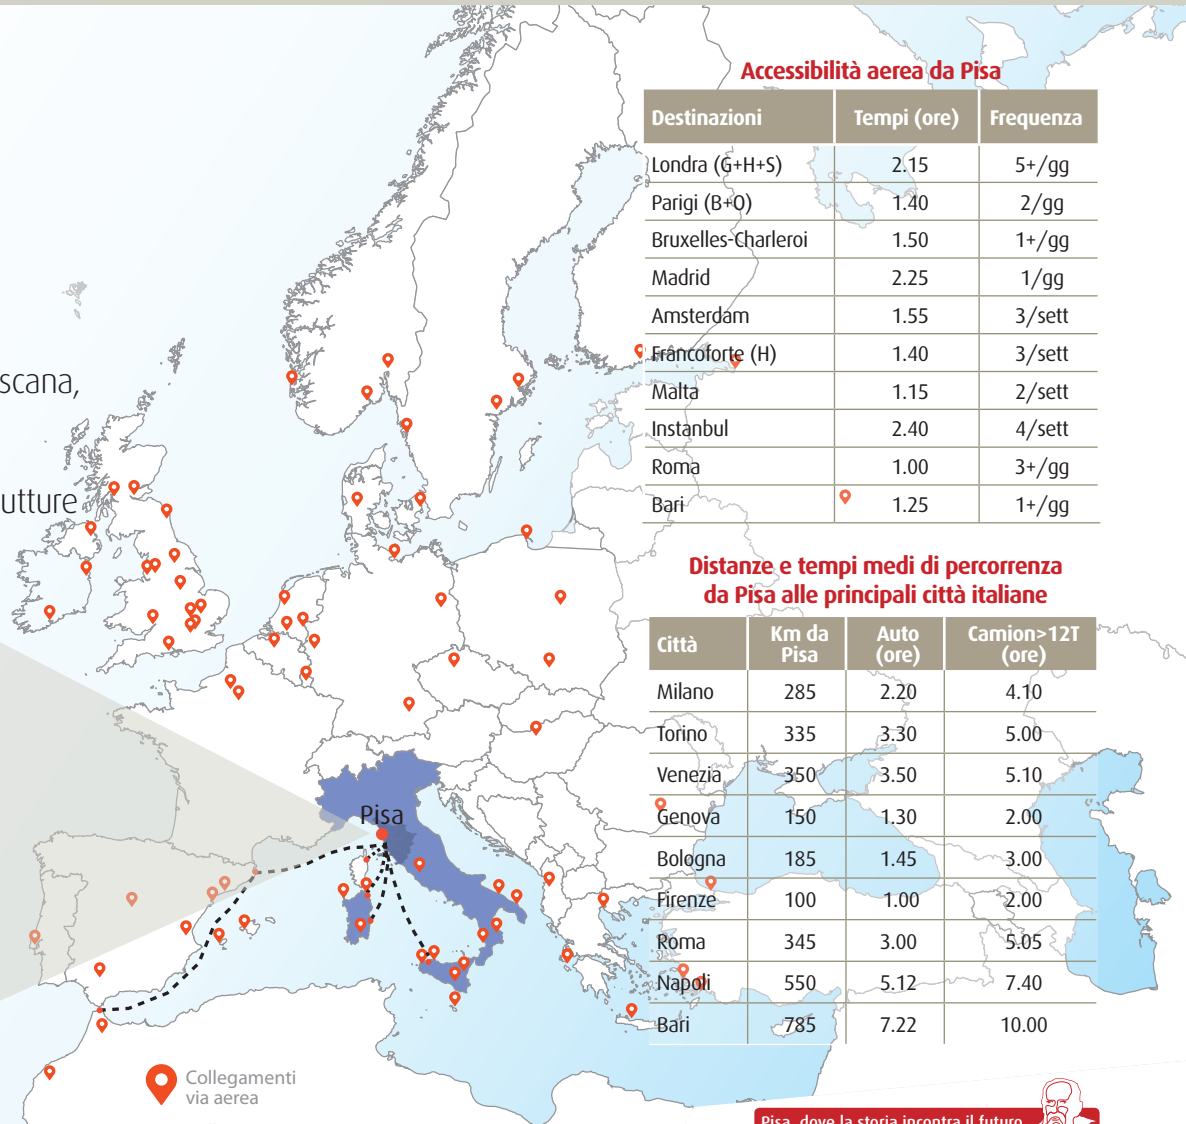 scana,
utture
Accessibilità aerea da Pisa
Destinazioni Tempi (ore) Frequenza
Londra (G+H+S) 2.15 5+/gg
Parigi (B+O) 1.40 2/gg
Bruxelles-Charleroi 1.50 1+/gg
Madrid 2.25 1/gg
Amsterdam 1.55 3/sett
Francoforte (H) 1.40 3/sett
Malta 1.15 2/sett
Instanbul 2.40 4/sett
Roma 1.00 3+/gg
Bari 1.25 1+/gg
Distanze e tempi medi di percorrenza
da Pisa alle principali città italiane
Città Km da Pisa Auto (ore) Camion>12T (ore)
Milano 285 2.20 4.10
Torino 335 3.30 5.00
Venezia 350 3.50 5.10
Genova 150 1.30 2.00
Bologna 185 1.45 3.00
Firenze 100 1.00 2.00
Roma 345 3.00 5.05
Napoli 550 5.12 7.40
Bari 785 7.22 10.00
Pisa
Collegamenti
via aerea
Pisa, dove la storia incontra il futuro